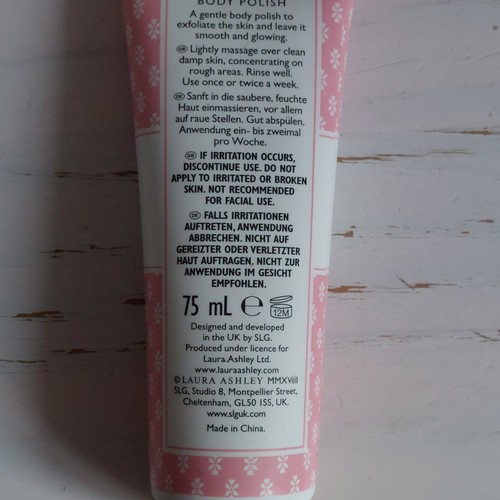 BODY POLISH
A gentle body polish to
exfoliate the skin and leave it
smooth and glowing.
GB Lightly massage over clean
damp skin, concentrating on
rough areas. Rinse well.
Use once or twice a week.
DE Sanft in die saubere, feuchte
Haut einmassieren, vor allem
auf raue Stellen. Gut abspülen.
Anwendung ein- bis zweimal
pro Woche.
GB IF IRRITATION OCCURS,
DISCONTINUE USE. DO NOT
APPLY TO IRRITATED OR BROKEN
SKIN. NOT RECOMMENDED
FOR FACIAL USE.
DE FALLS IRRITATIONEN
AUFTRETEN, ANWENDUNG
ABBRECHEN. NICHT AUF
GEREIZTER ODER VERLETZTER
HAUT AUFTRAGEN. NICHT ZUR
ANWENDUNG IM GESICHT
EMPFOHLEN.
75 mL ℮ 12M
Designed and developed
in the UK by SLG.
Produced under licence for
Laura Ashley Ltd.
www.lauraashley.com
©LAURA ASHLEY MMXViii
SLG, Studio 8, Montpellier Street,
Cheltenham, GL50 1SS, UK.
www.slguk.com
Made in China.